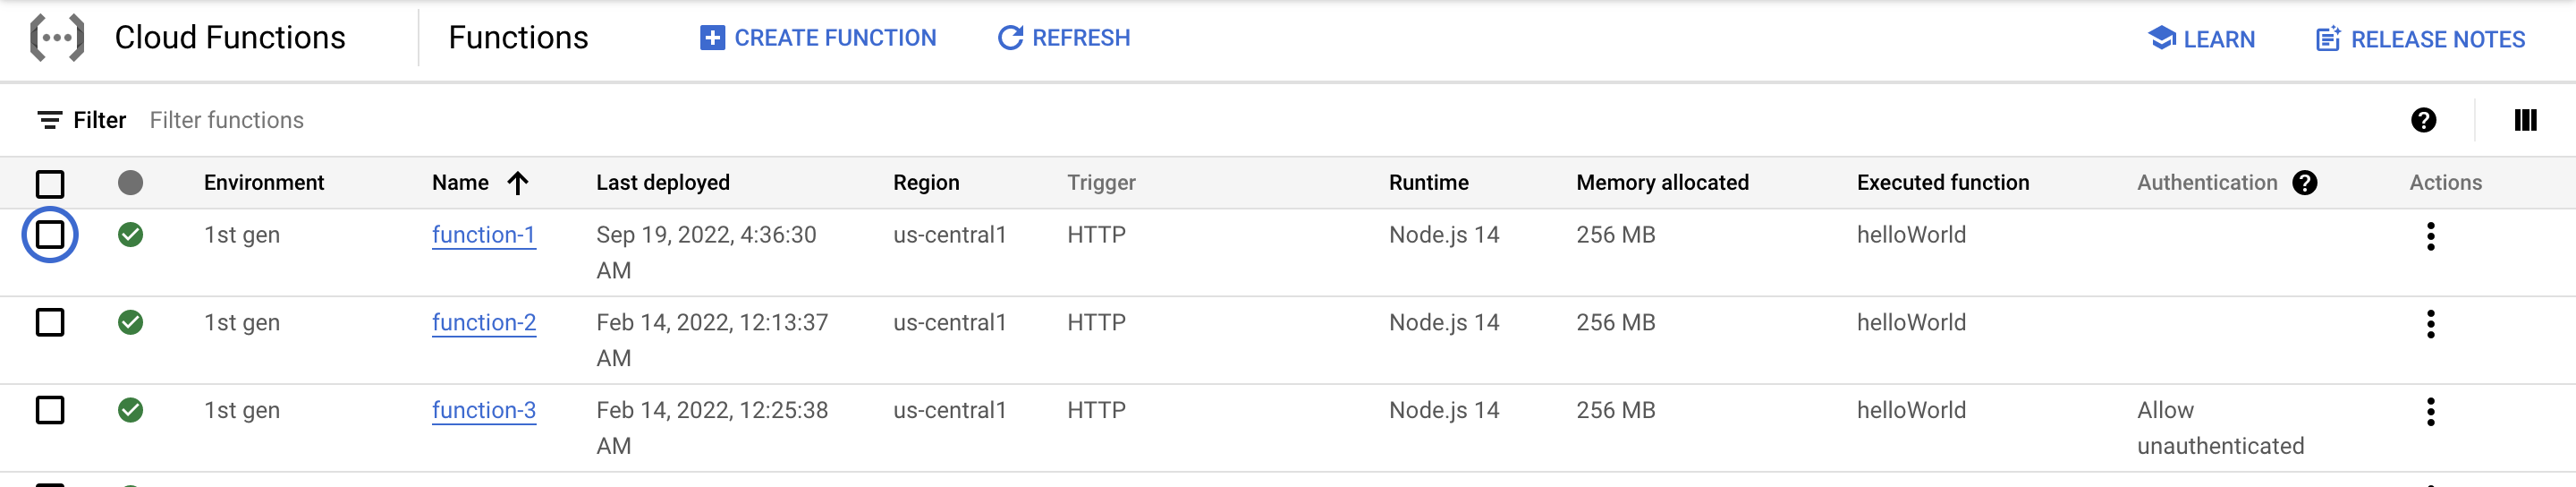 Cloud Functions Functions CREATE FUNCTION REFRESH LEARN RELEASE NOTES
Filter Filter functions
Environment Name Last deployed Region Trigger Runtime Memory allocated Executed function Authentication Actions
1st gen function-1 Sep 19, 2022, 4:36:30 us-central1 HTTP Node.js 14 256 MB helloWorld
AM
1st gen function-2 Feb 14, 2022, 12:13:37 us-central1 HTTP Node.js 14 256 MB helloWorld
AM
1st gen function-3 Feb 14, 2022, 12:25:38 us-central1 HTTP Node.js 14 256 MB helloWorld Allow
AM unauthenticated